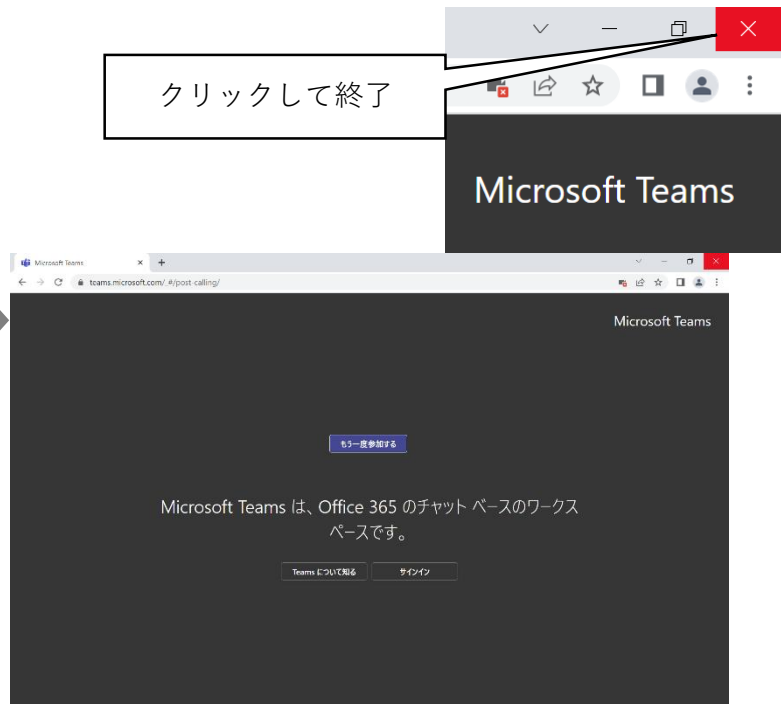 クリックして終了
Microsoft Teams
Microsoft Teams
teams.microsoft.com/_#/post-calling/
Microsoft Teams
もう一度参加する
Microsoft Teams は、Office 365 のチャット ベースのワークス
ペースです。
Teams について知る
サインイン